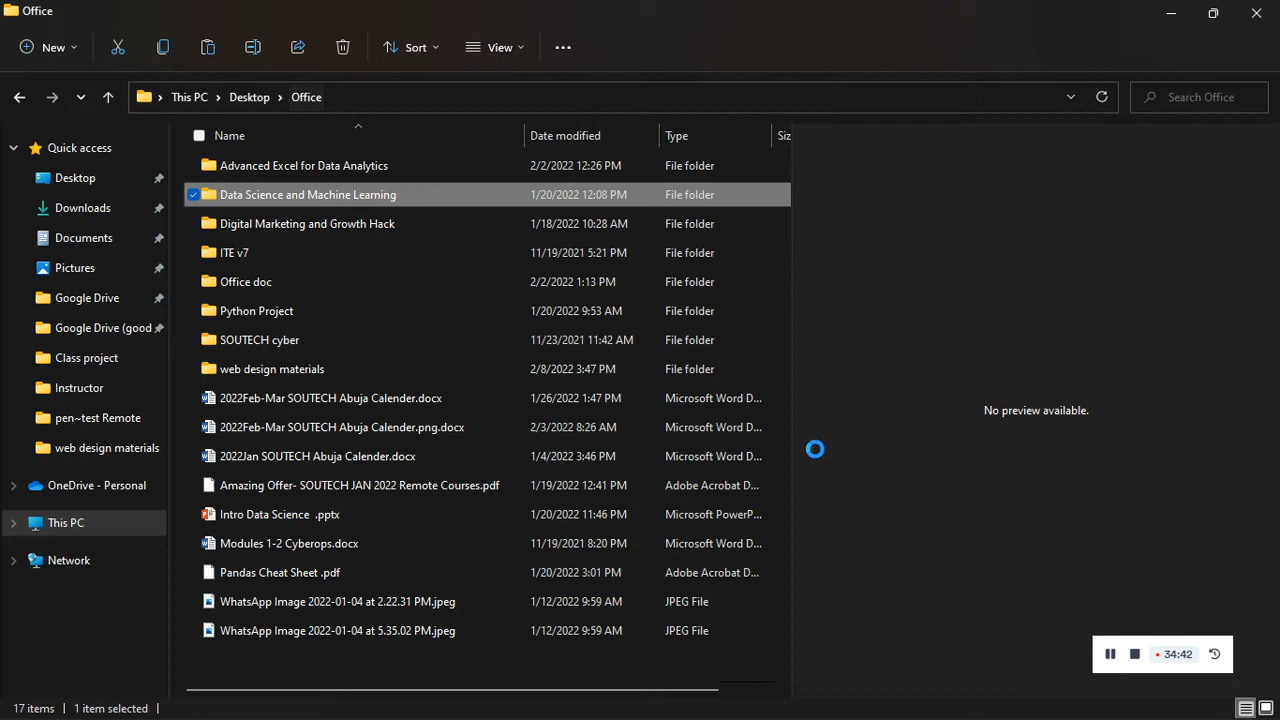 Office
New
Sort
View
This PC > Desktop > Office
Search Office
Quick access
Desktop
Downloads
Documents
Pictures
Google Drive
Google Drive (good
Class project
Instructor
pen~test Remote
web design materials
OneDrive - Personal
This PC
Network
Name Date modified Type Siz
Advanced Excel for Data Analytics 2/2/2022 12:26 PM File folder
Data Science and Machine Learning 1/20/2022 12:08 PM File folder
Digital Marketing and Growth Hack 1/18/2022 10:28 AM File folder
ITE v7 11/19/2021 5:21 PM File folder
Office doc 2/2/2022 1:13 PM File folder
Python Project 1/20/2022 9:53 AM File folder
SOUTECH cyber 11/23/2021 11:42 AM File folder
web design materials 2/8/2022 3:47 PM File folder
2022Feb-Mar SOUTECH Abuja Calender.docx 1/26/2022 1:47 PM Microsoft Word D...
2022Feb-Mar SOUTECH Abuja Calender.png.docx 2/3/2022 8:26 AM Microsoft Word D...
2022Jan SOUTECH Abuja Calender.docx 1/4/2022 3:46 PM Microsoft Word D...
Amazing Offer- SOUTECH JAN 2022 Remote Courses.pdf 1/19/2022 12:41 PM Adobe Acrobat D...
Intro Data Science .pptx 1/20/2022 11:46 PM Microsoft PowerP...
Modules 1-2 Cyberops.docx 11/19/2021 8:20 PM Microsoft Word D...
Pandas Cheat Sheet .pdf 1/20/2022 3:01 PM Adobe Acrobat D...
WhatsApp Image 2022-01-04 at 2.22.31 PM.jpeg 1/12/2022 9:59 AM JPEG File
WhatsApp Image 2022-01-04 at 5.35.02 PM.jpeg 1/12/2022 9:59 AM JPEG File
No preview available.
34:42
17 items 1 item selected